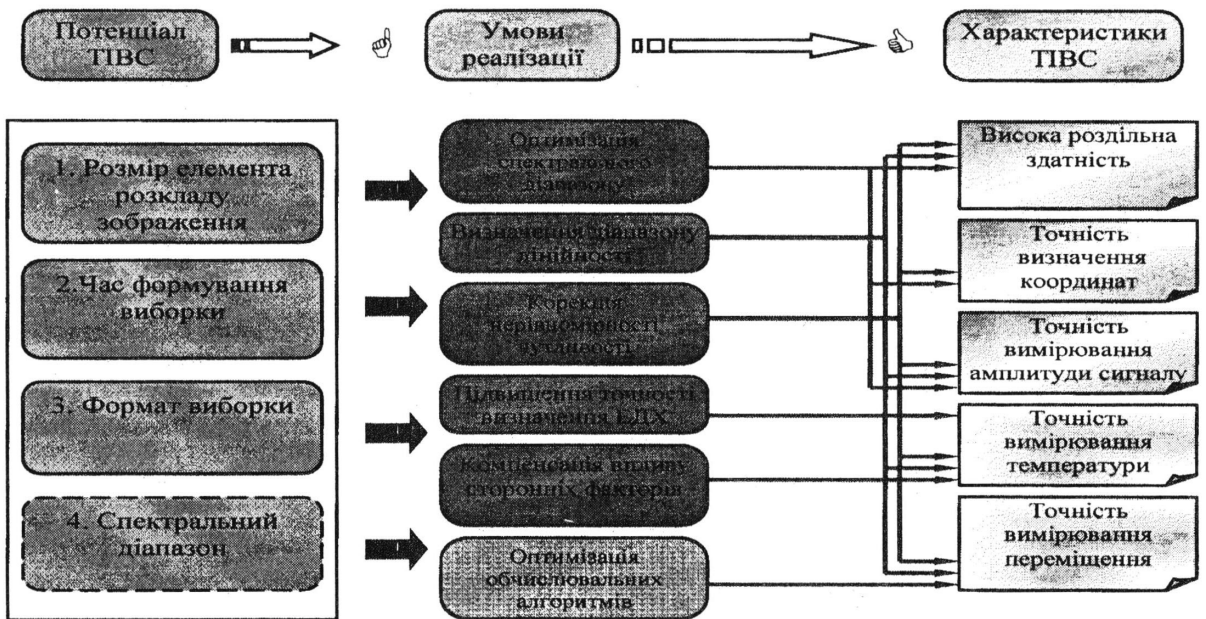 Потенціал
ТІВС
Умови
реалізації
Характеристики
ТІВС
1. Розмір елемента
розкладу
зображення
2.Час формування
виборки
3. Формат виборки
4. Спектральний
діапазон
Оптимізація
спектрального
діапазону
Визначення діапазону
лінійності
Корекція
нерівномірності
чутливості
Підвищення точності
визначення ЕДХ
Компенсація впливу
сторонніх факторів
Оптимізація
обчислювальних
алгоритмів
Висока роздільна
здатність
Точність
визначення
координат
Точність
вимірювання
амплитуди сигналу
Точність
вимірювання
температури
Точність
вимірювання
переміщення